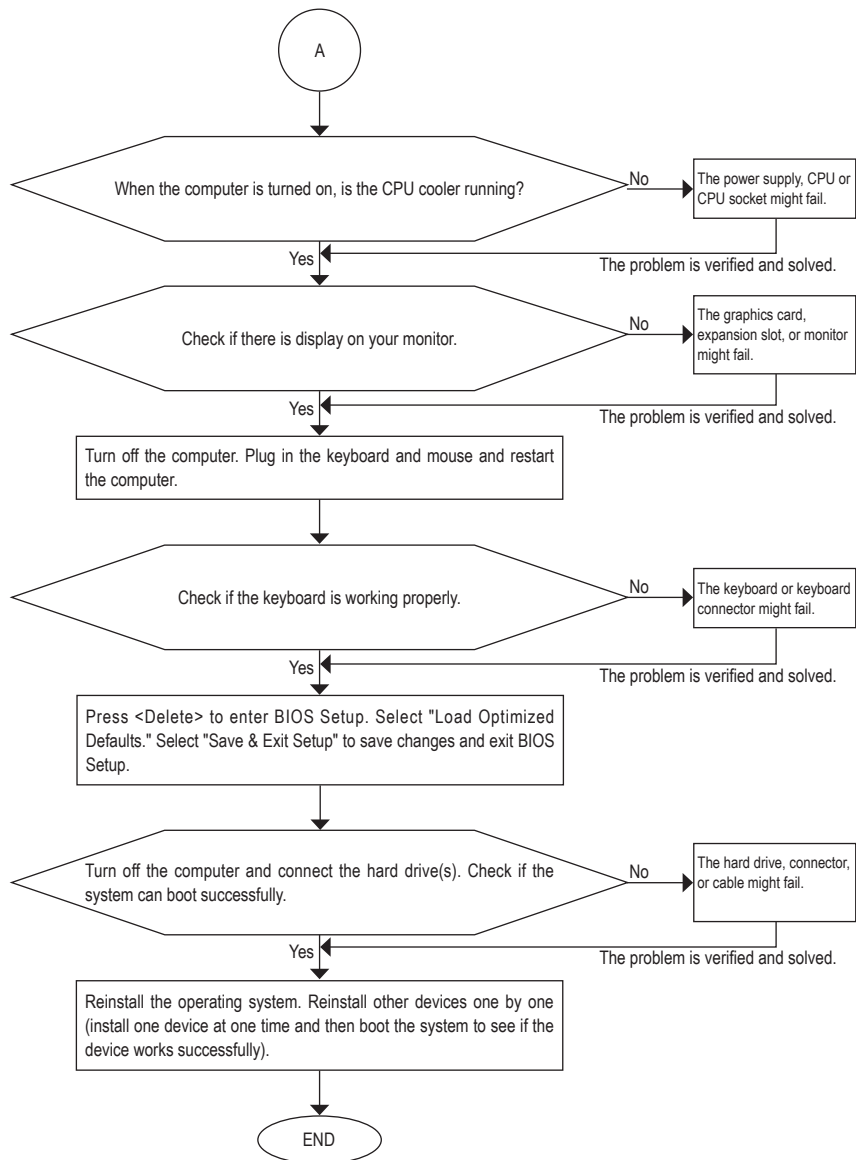 A
When the computer is turned on, is the CPU cooler running?
No
The power supply, CPU or
CPU socket might fail.
Yes
The problem is verified and solved.
Check if there is display on your monitor.
No
The graphics card,
expansion slot, or monitor
might fail.
Yes
The problem is verified and solved.
Turn off the computer. Plug in the keyboard and mouse and restart
the computer.
Check if the keyboard is working properly.
No
The keyboard or keyboard
connector might fail.
Yes
The problem is verified and solved.
Press <Delete> to enter BIOS Setup. Select "Load Optimized
Defaults." Select "Save & Exit Setup" to save changes and exit BIOS
Setup.
Turn off the computer and connect the hard drive(s). Check if the
system can boot successfully.
No
The hard drive, connector,
or cable might fail.
Yes
The problem is verified and solved.
Reinstall the operating system. Reinstall other devices one by one
(install one device at one time and then boot the system to see if the
device works successfully).
END